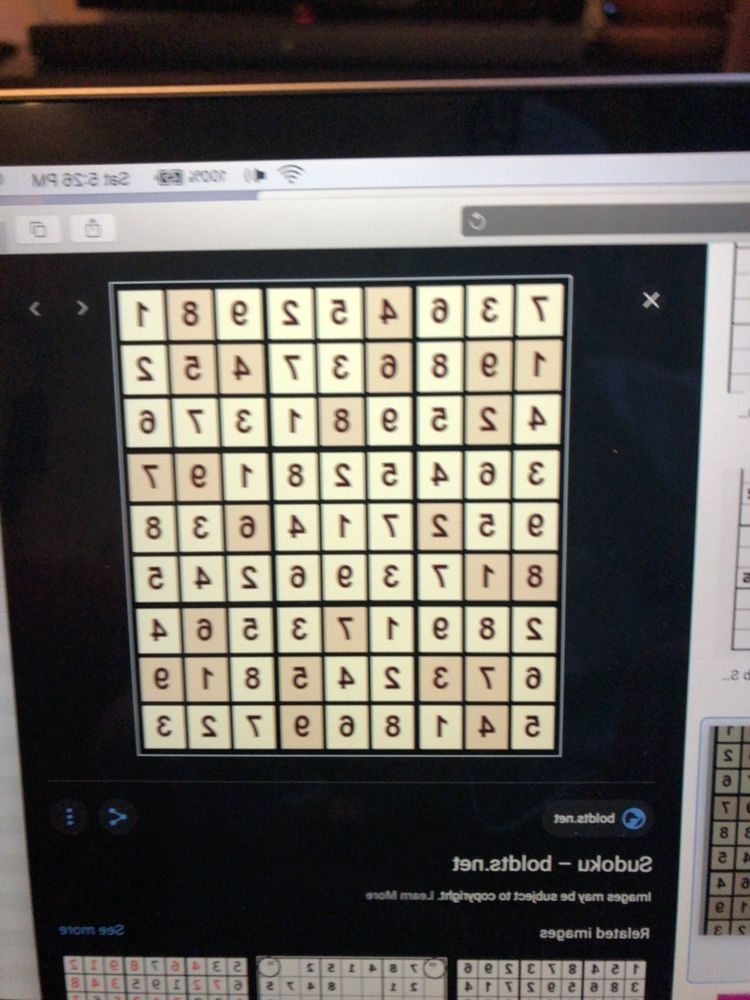 100% Sat 5:26 PM
7 3 6 4 5 2 9 8 1
1 9 8 6 3 7 4 5 2
4 2 5 9 8 1 3 7 6
3 6 4 5 2 8 1 9 7
9 5 2 7 1 4 6 3 8
8 1 7 3 9 6 2 4 5
2 8 9 1 7 3 5 6 4
6 7 3 2 4 5 8 1 9
5 4 1 8 6 9 7 2 3
boldts.net
Sudoku – boldts.net
Images may be subject to copyright. Learn More
Related images
See more